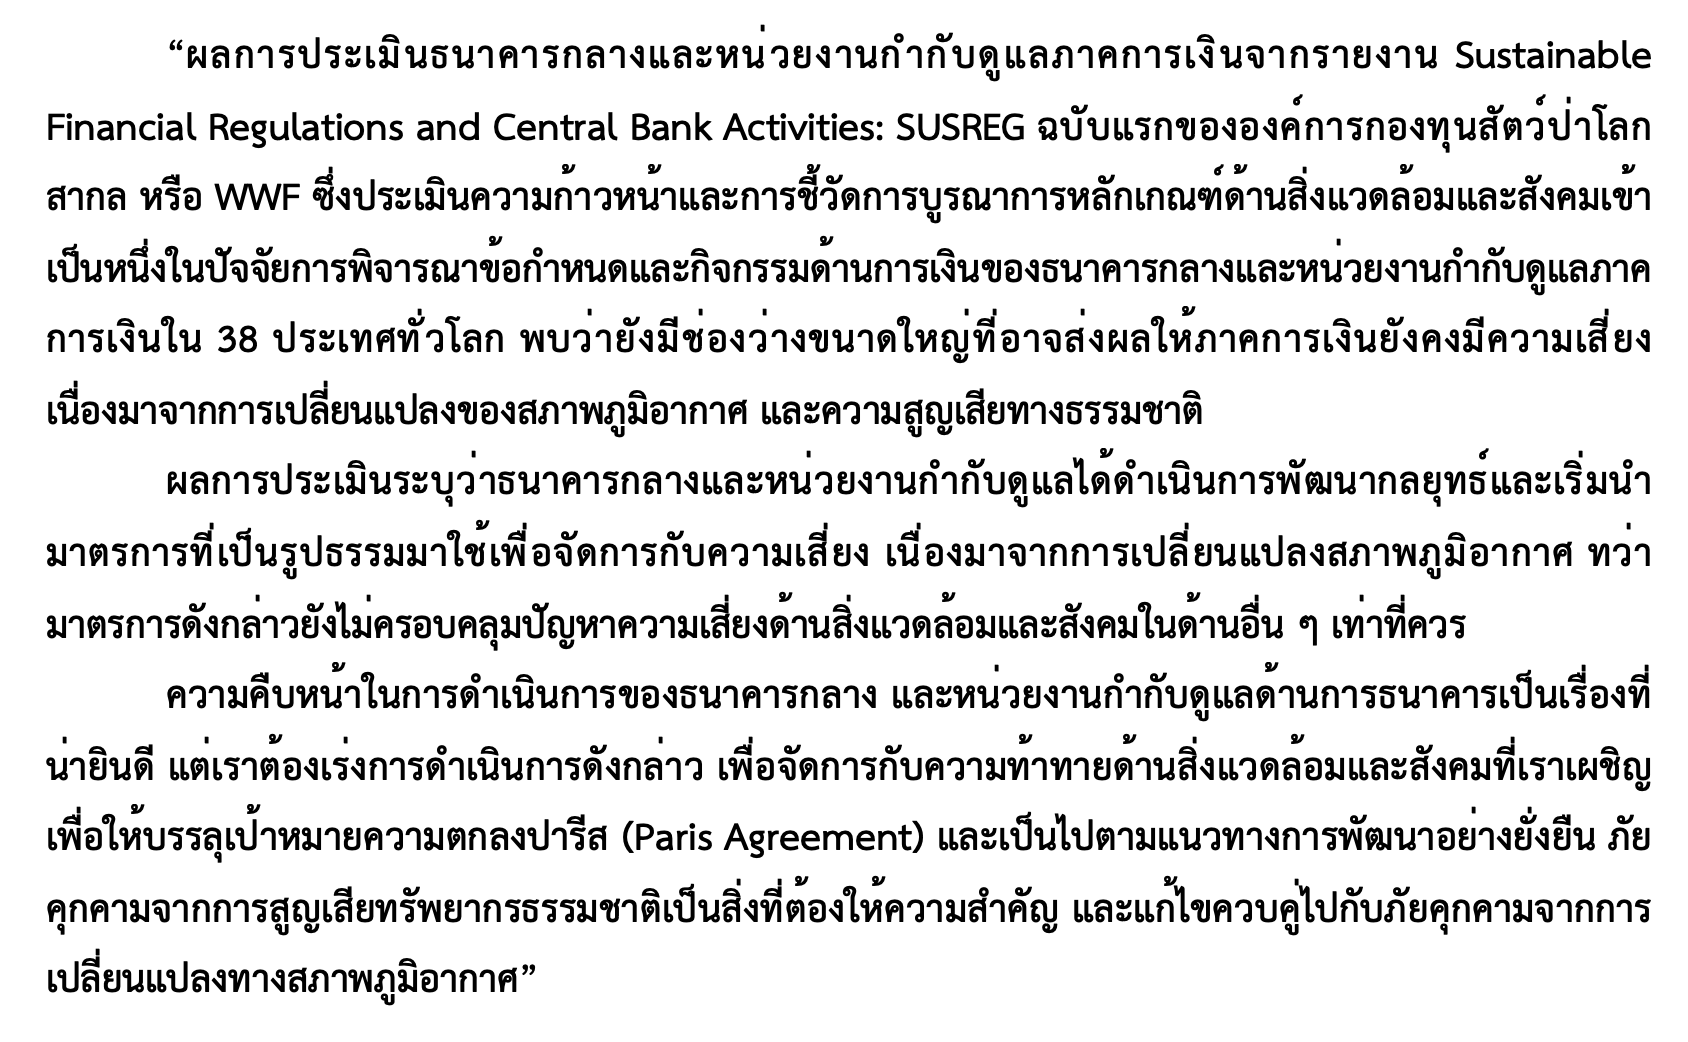 “ผลการประเมินธนาคารกลางและหน่วยงานกำกับดูแลภาคการเงินจากรายงาน Sustainable
Financial Regulations and Central Bank Activities: SUSREG ฉบับแรกขององค์การกองทุนสัตว์ป่าโลก
สากล หรือ WWF ซึ่งประเมินความก้าวหน้าและการชี้วัดการบูรณาการหลักเกณฑ์ด้านสิ่งแวดล้อมและสังคมเข้า
เป็นหนึ่งในปัจจัยการพิจารณาข้อกำหนดและกิจกรรมด้านการเงินของธนาคารกลางและหน่วยงานกำกับดูแลภาค
การเงินใน 38 ประเทศทั่วโลก พบว่ายังมีช่องว่างขนาดใหญ่ที่อาจส่งผลให้ภาคการเงินยังคงมีความเสี่ยง
เนื่องมาจากการเปลี่ยนแปลงของสภาพภูมิอากาศ และความสูญเสียทางธรรมชาติ
ผลการประเมินระบุว่าธนาคารกลางและหน่วยงานกำกับดูแลได้ดำเนินการพัฒนากลยุทธ์และเริ่มนำ
มาตรการที่เป็นรูปธรรมมาใช้เพื่อจัดการกับความเสี่ยง เนื่องมาจากการเปลี่ยนแปลงสภาพภูมิอากาศ ทว่า
มาตรการดังกล่าวยังไม่ครอบคลุมปัญหาความเสี่ยงด้านสิ่งแวดล้อมและสังคมในด้านอื่น ๆ เท่าที่ควร
ความคืบหน้าในการดำเนินการของธนาคารกลาง และหน่วยงานกำกับดูแลด้านการธนาคารเป็นเรื่องที่
น่ายินดี แต่เราต้องเร่งการดำเนินการดังกล่าว เพื่อจัดการกับความท้าทายด้านสิ่งแวดล้อมและสังคมที่เราเผชิญ
เพื่อให้บรรลุเป้าหมายความตกลงปารีส (Paris Agreement) และเป็นไปตามแนวทางการพัฒนาอย่างยั่งยืน ภัย
คุกคามจากการสูญเสียทรัพยากรธรรมชาติเป็นสิ่งที่ต้องให้ความสำคัญ และแก้ไขควบคู่ไปกับภัยคุกคามจากการ
เปลี่ยนแปลงทางสภาพภูมิอากาศ”